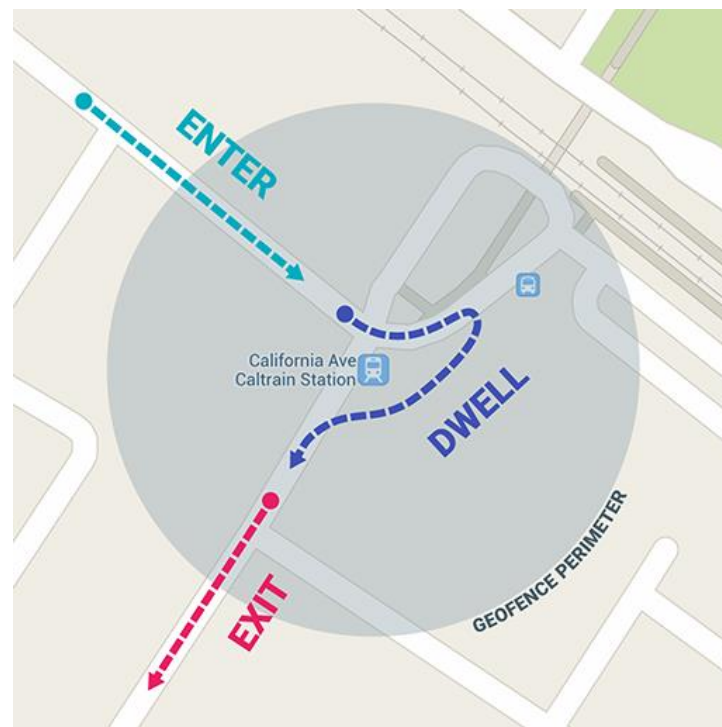 ENTER
California Ave
Caltrain Station
DWELL
EXIT
GEOFENCE PERIMETER